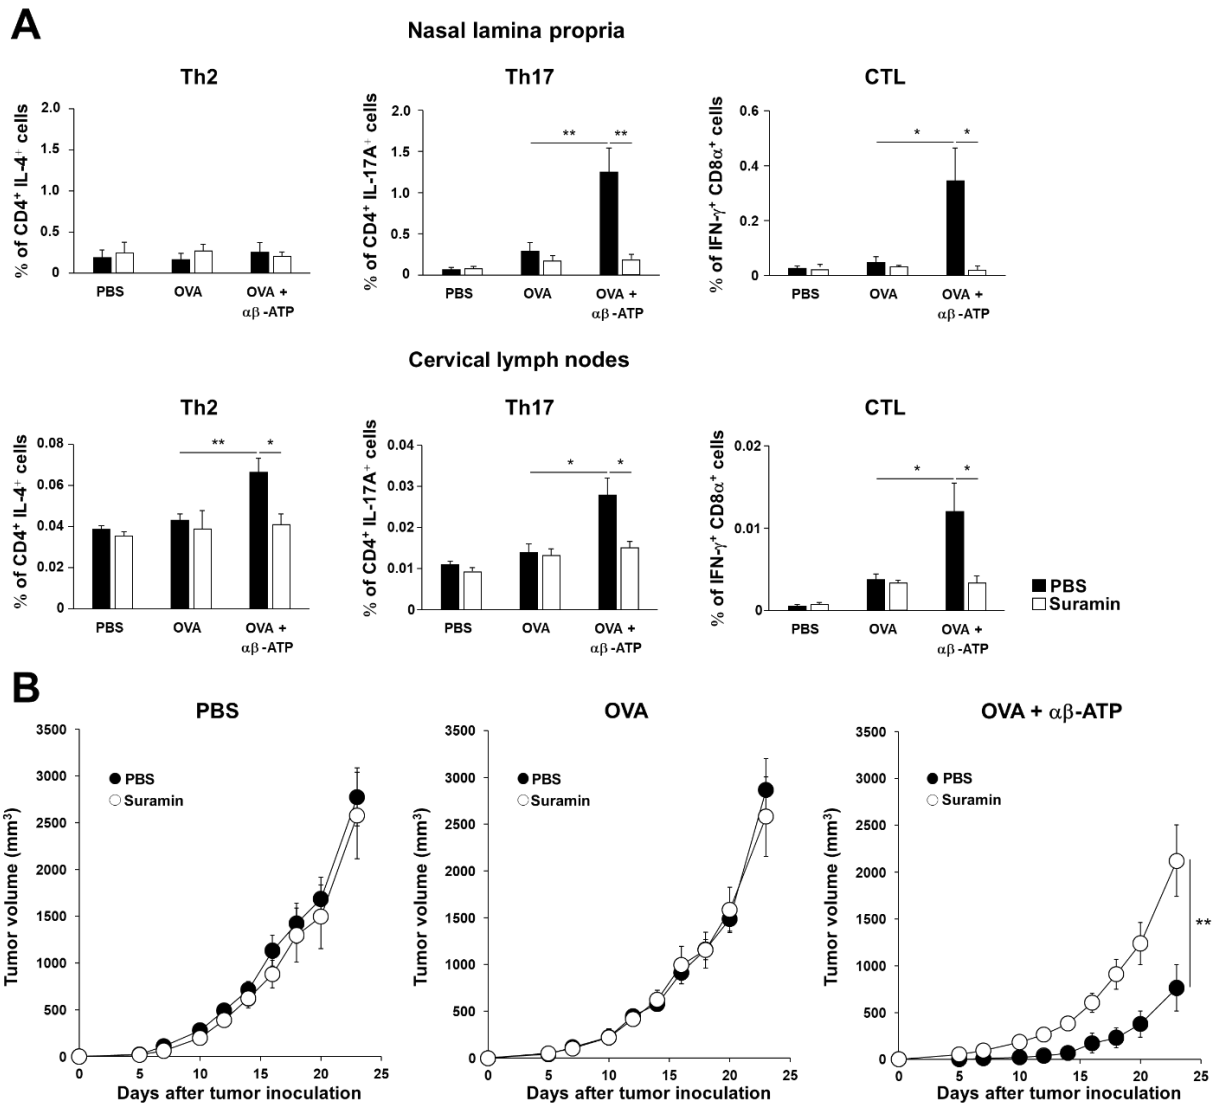 A
Nasal lamina propria
Th2
% of CD4⁺ IL-4⁺ cells
2.0
1.5
1.0
0.5
0
PBS
OVA
OVA +
αβ -ATP
Th17
% of CD4⁺ IL-17A⁺ cells
2.0
1.5
1.0
0.5
0
**
**
PBS
OVA
OVA +
αβ -ATP
CTL
% of IFN-γ⁺ CD8α⁺ cells
0.6
0.4
0.2
0
*
*
PBS
OVA
OVA +
αβ -ATP
Cervical lymph nodes
Th2
% of CD4⁺ IL-4⁺ cells
0.08
0.06
0.04
0.02
0
**
*
PBS
OVA
OVA +
αβ -ATP
Th17
% of CD4⁺ IL-17A⁺ cells
0.04
0.03
0.02
0.01
0
*
*
PBS
OVA
OVA +
αβ -ATP
CTL
% of IFN-γ⁺ CD8α⁺ cells
0.02
0.01
0
*
*
PBS
OVA
OVA +
αβ -ATP
PBS
Suramin
B
PBS
Tumor volume (mm³)
3500
3000
2500
2000
1500
1000
500
0
PBS
Suramin
0 5 10 15 20 25
Days after tumor inoculation
OVA
Tumor volume (mm³)
3500
3000
2500
2000
1500
1000
500
0
PBS
Suramin
0 5 10 15 20 25
Days after tumor inoculation
OVA + αβ-ATP
Tumor volume (mm³)
3500
3000
2500
2000
1500
1000
500
0
PBS
Suramin
**
0 5 10 15 20 25
Days after tumor inoculation